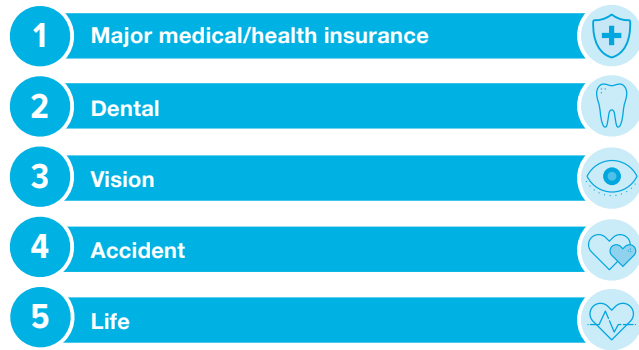 1 Major medical/health insurance
2 Dental
3 Vision
4 Accident
5 Life